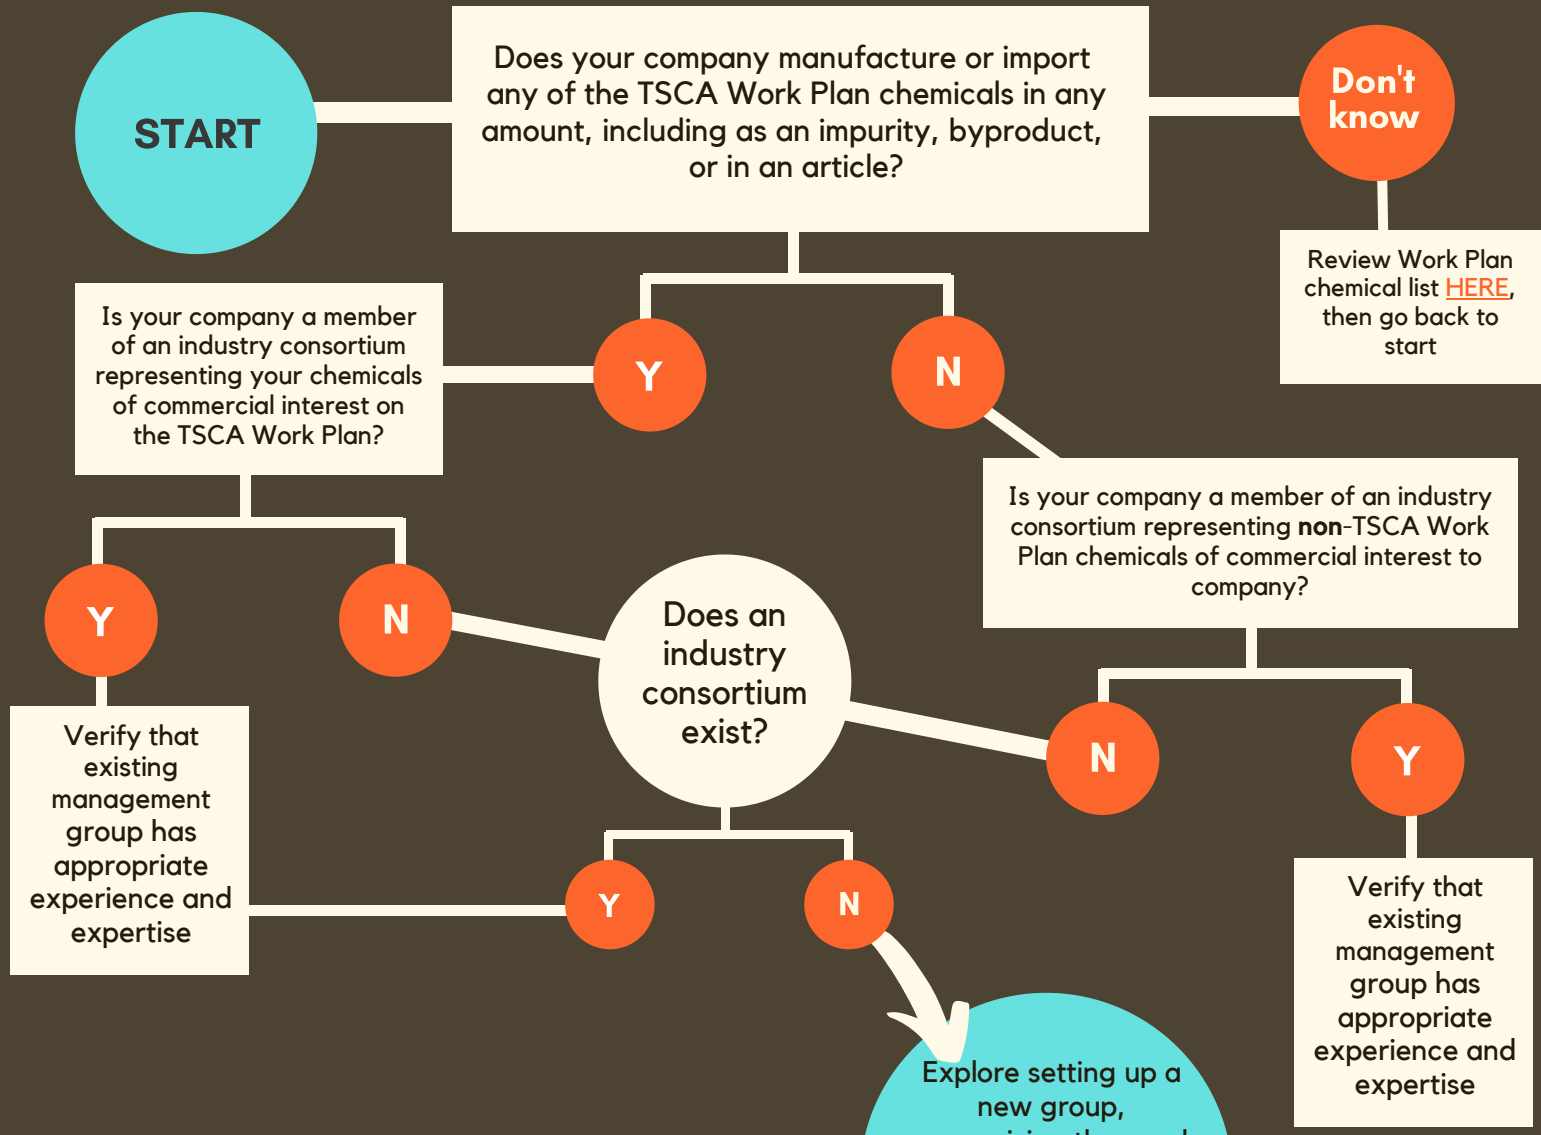 START
Does your company manufacture or import
any of the TSCA Work Plan chemicals in any
amount, including as an impurity, byproduct,
or in an article?
Don't
know
Review Work Plan
chemical list HERE,
then go back to
start
Y
N
Is your company a member
of an industry consortium
representing your chemicals
of commercial interest on
the TSCA Work Plan?
Is your company a member of an industry
consortium representing non-TSCA Work
Plan chemicals of commercial interest to
company?
Y
N
Does an
industry
consortium
exist?
N
Y
Verify that
existing
management
group has
appropriate
experience and
expertise
Y
N
Verify that
existing
management
group has
appropriate
experience and
expertise
Explore setting up a
new group,